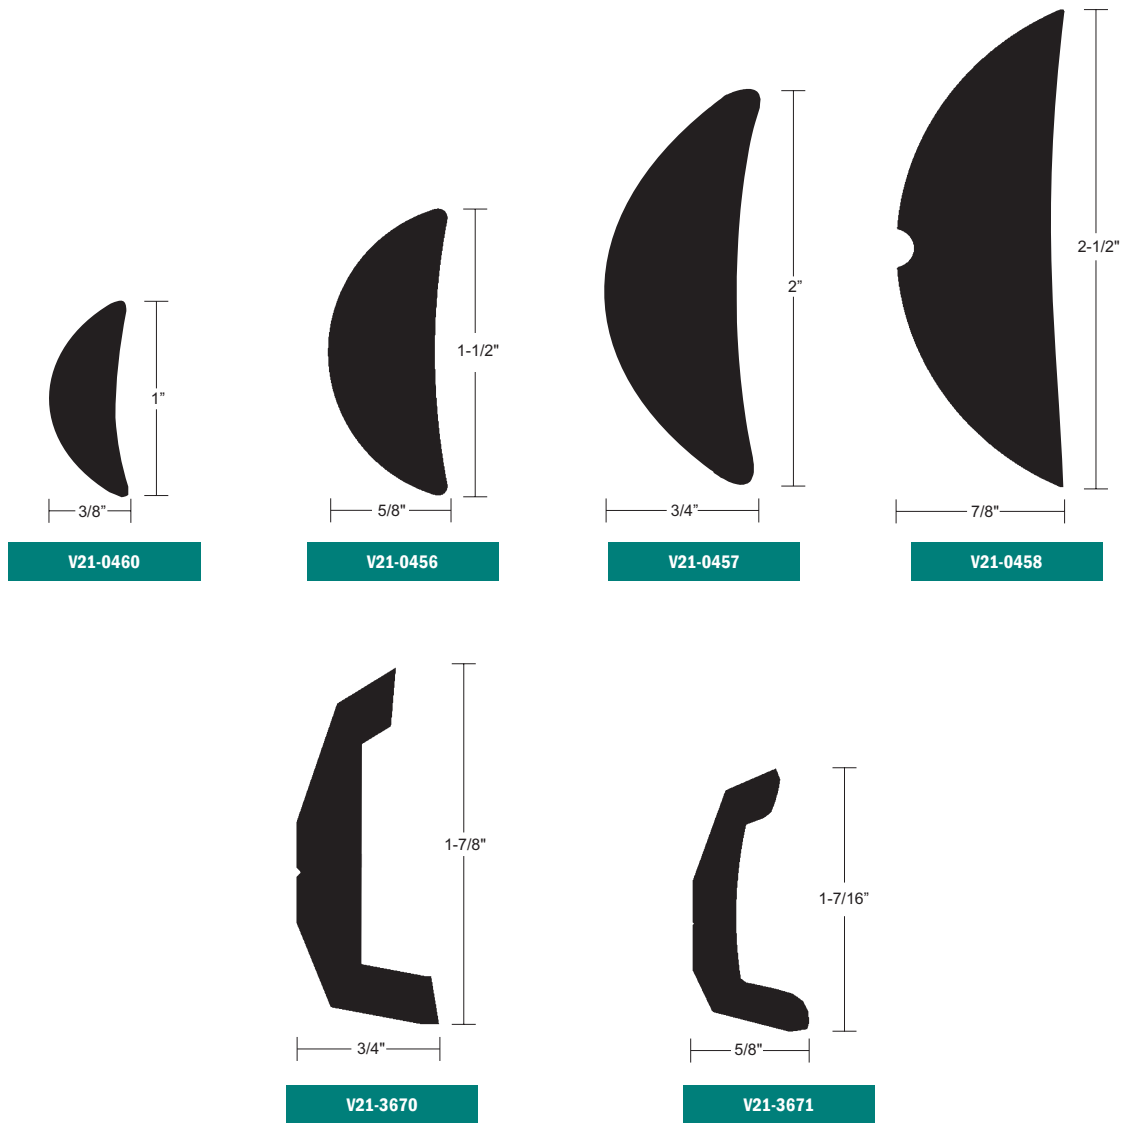 2-1/2"
2”
1-1/2"
1”
3/8”
5/8"
3/4”
7/8"
V21-0460
V21-0456
V21-0457
V21-0458
1-7/8"
1-7/16”
3/4"
5/8"
V21-3670
V21-3671